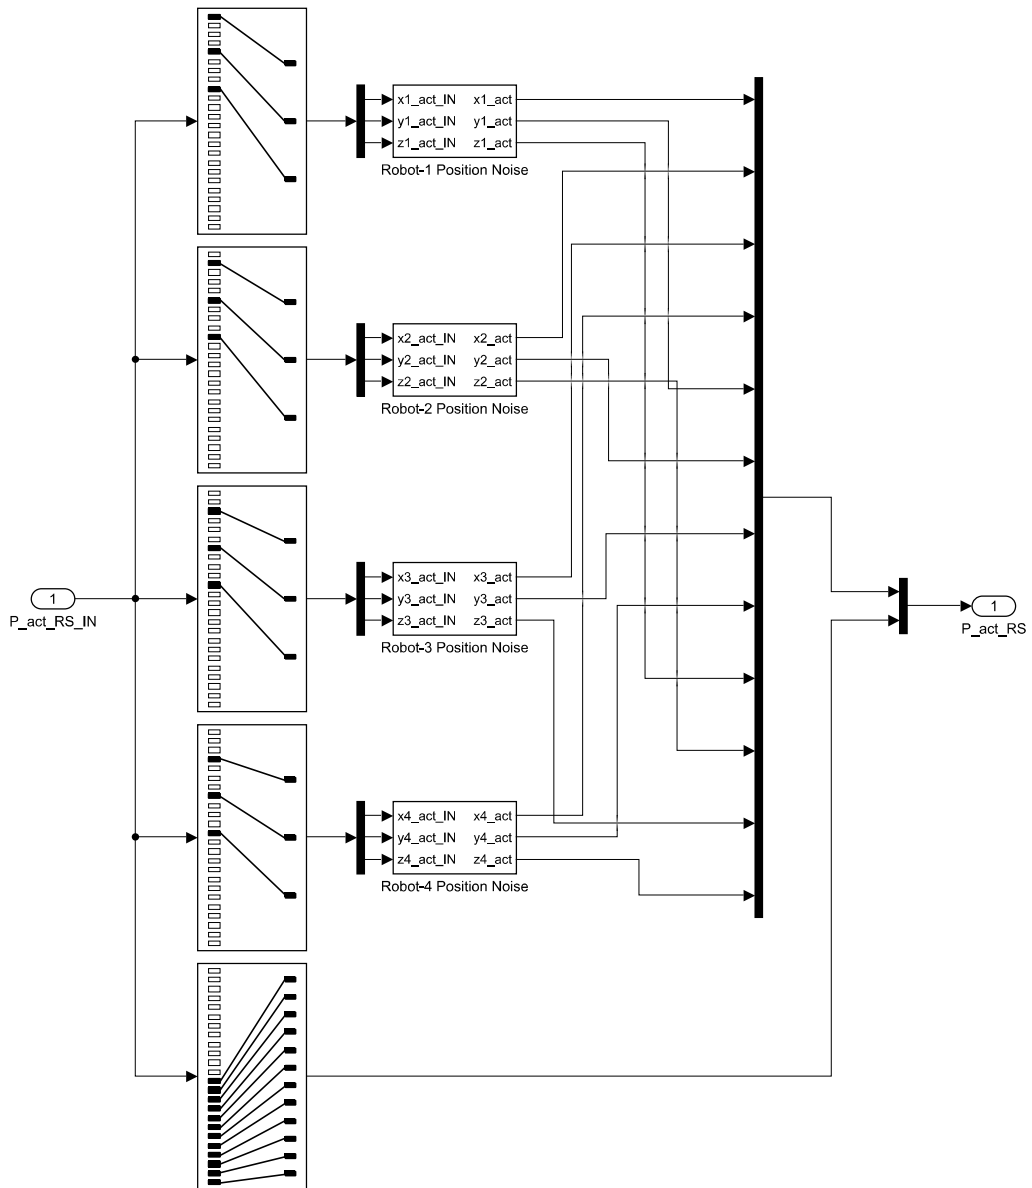 x1_act_IN x1_act
y1_act_IN y1_act
z1_act_IN z1_act
Robot-1 Position Noise
x2_act_IN x2_act
y2_act_IN y2_act
z2_act_IN z2_act
Robot-2 Position Noise
x3_act_IN x3_act
y3_act_IN y3_act
z3_act_IN z3_act
Robot-3 Position Noise
1
P_act_RS_IN
1
P_act_RS
x4_act_IN x4_act
y4_act_IN y4_act
z4_act_IN z4_act
Robot-4 Position Noise